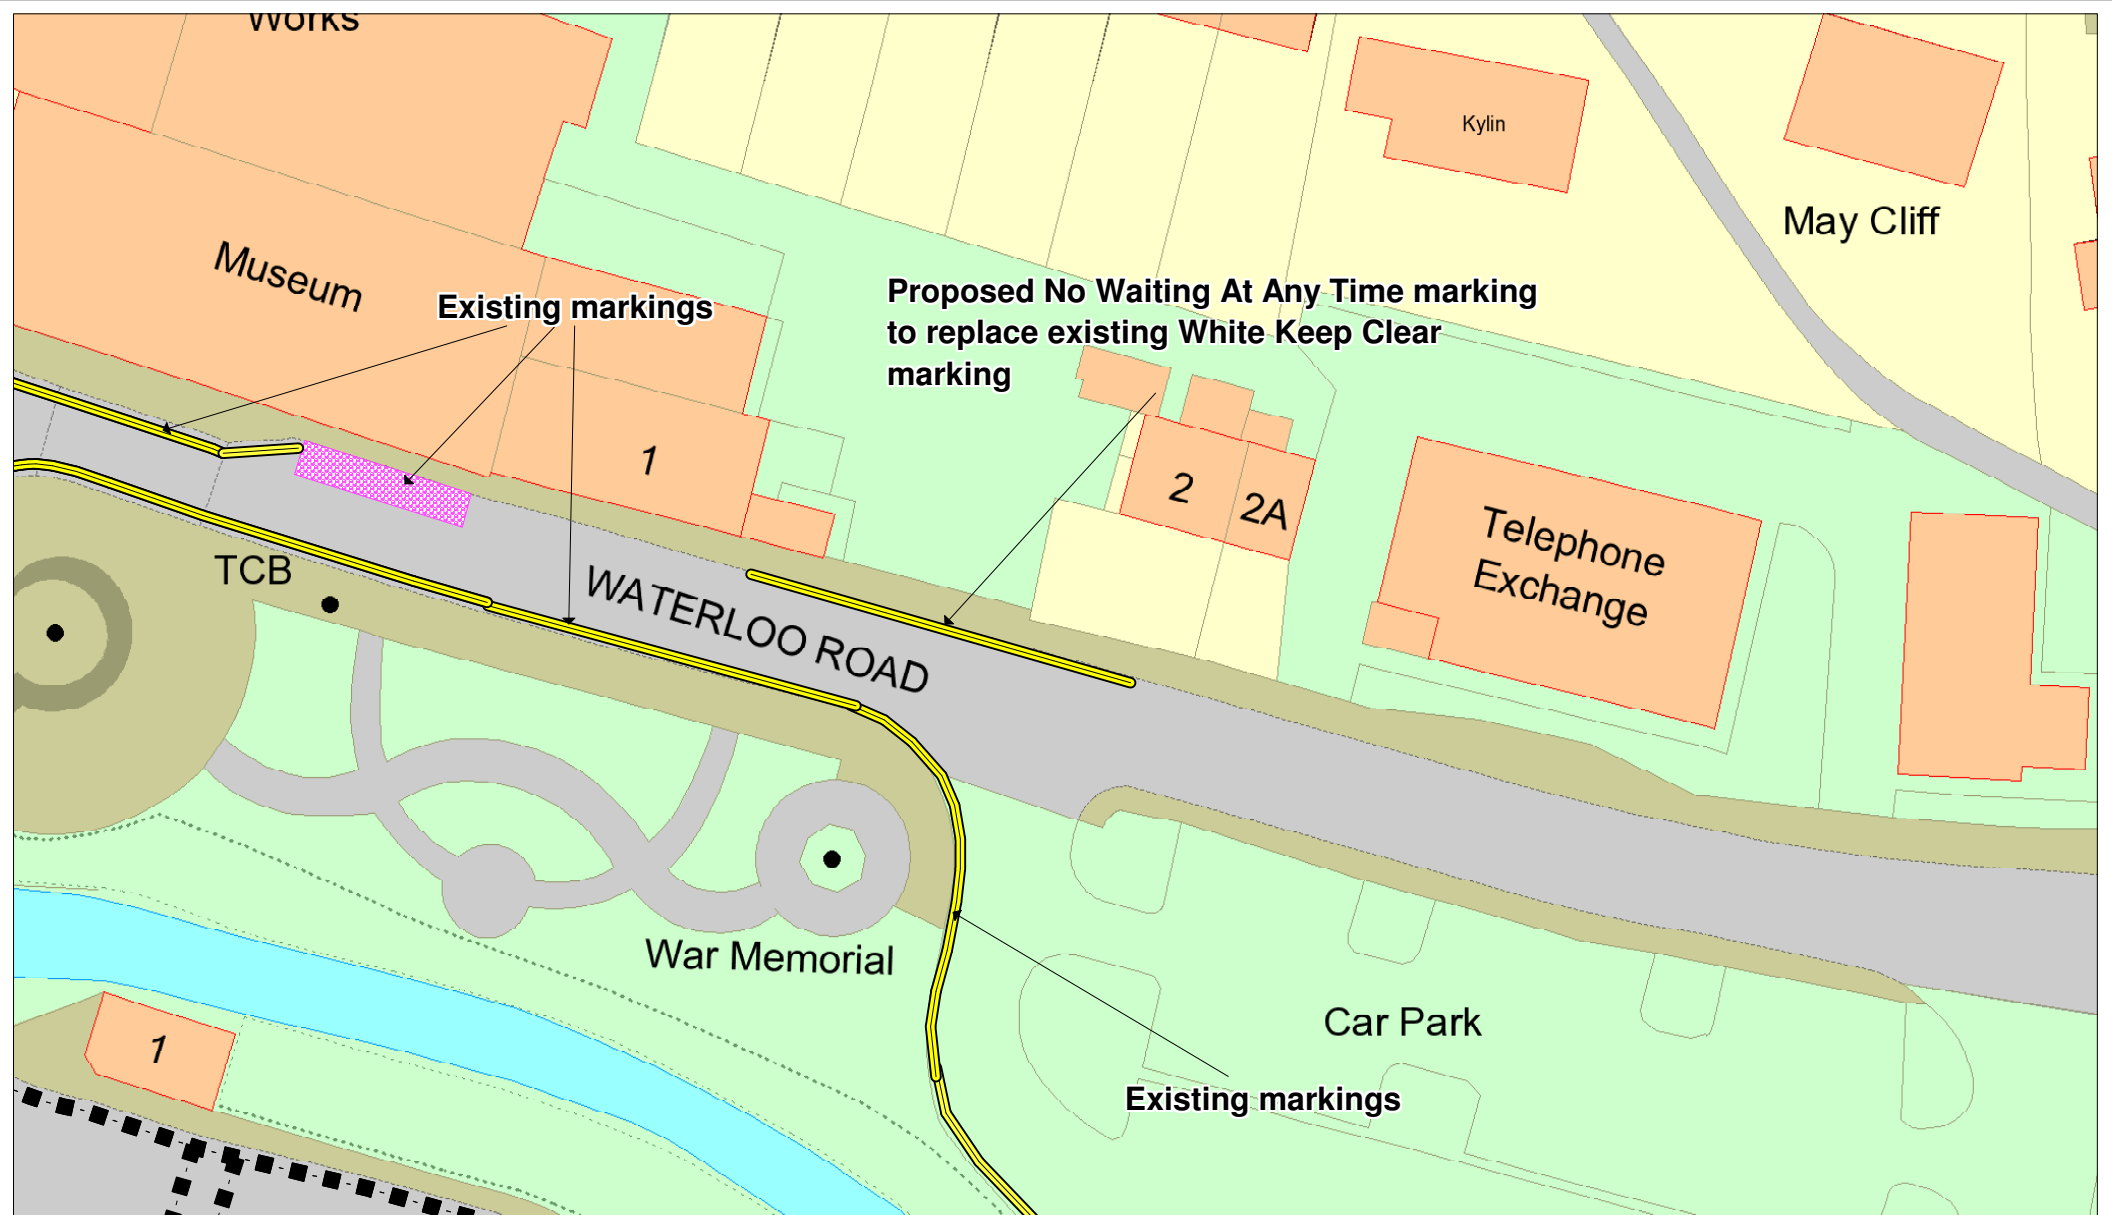 Works
Kylin
May Cliff
Museum
Existing markings
Proposed No Waiting At Any Time marking
to replace existing White Keep Clear
marking
1
2
2A
Telephone
Exchange
TCB
WATERLOO ROAD
War Memorial
Car Park
1
Existing markings